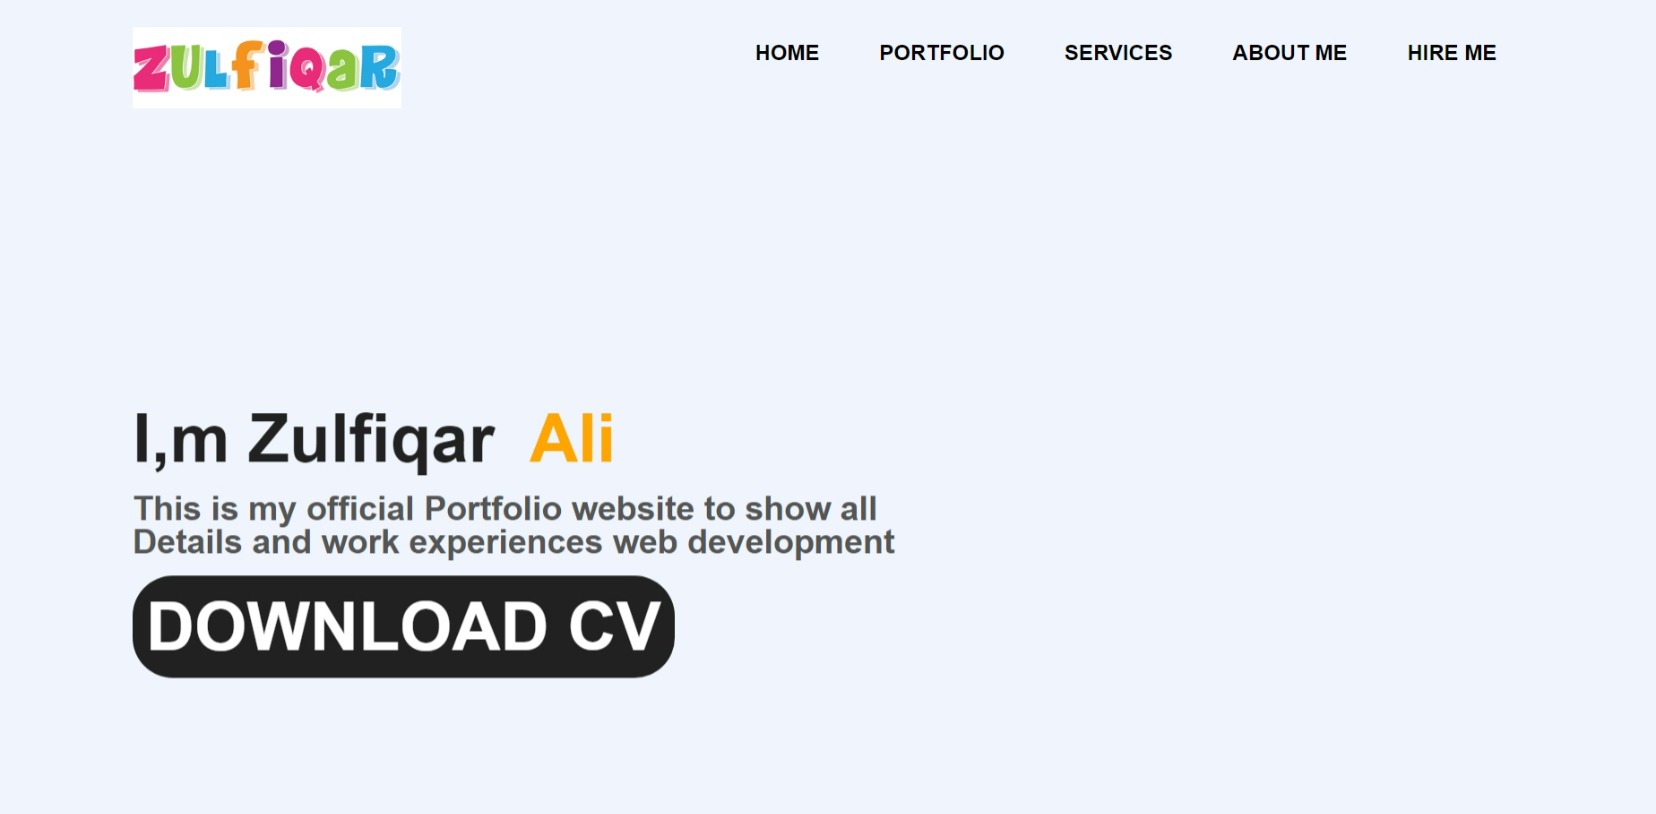 ZULfiQaR
HOME PORTFOLIO SERVICES ABOUT ME HIRE ME
I,m Zulfiqar Ali
This is my official Portfolio website to show all
Details and work experiences web development
DOWNLOAD CV